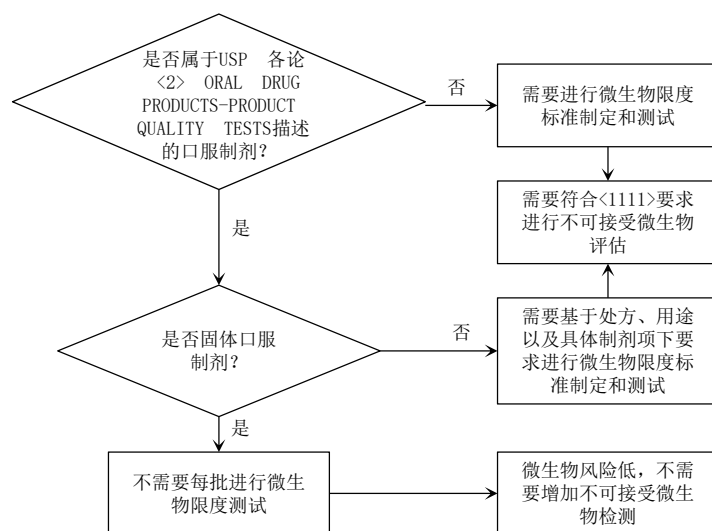 是否属于USP 各论
<2> ORAL DRUG
PRODUCTS-PRODUCT
QUALITY TESTS描述
的口服制剂？
否
需要进行微生物限度
标准制定和测试
需要符合<1111>要求
进行不可接受微生物
评估
是
是否固体口服
制剂？
否
需要基于处方、用途
以及具体制剂项下要
求进行微生物限度标
准制定和测试
是
不需要每批进行微生
物限度测试
微生物风险低，不需
要增加不可接受微生
物检测